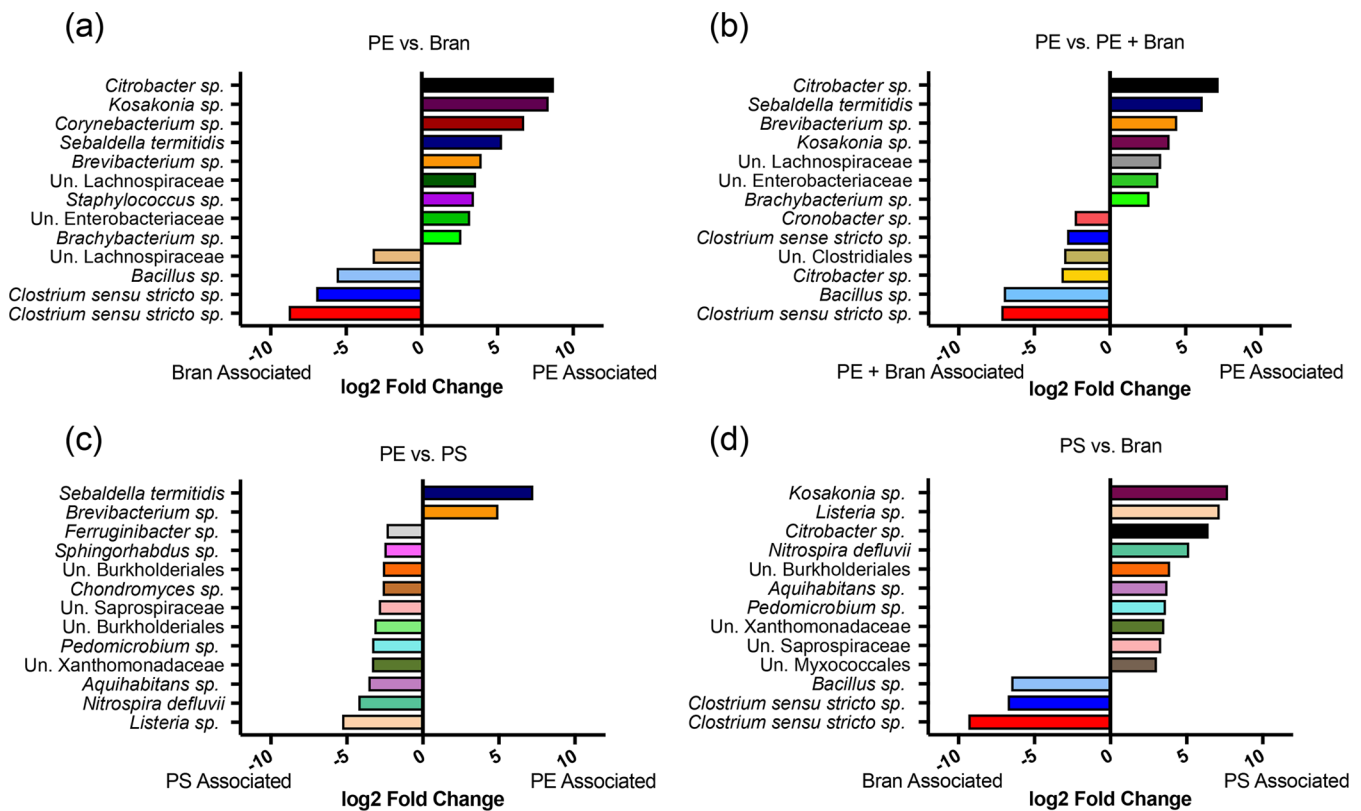 (a)
PE vs. Bran
Citrobacter sp.
Kosakonia sp.
Corynebacterium sp.
Sebaldella termitidis
Brevibacterium sp.
Un. Lachnospiraceae
Staphylococcus sp.
Un. Enterobacteriaceae
Brachybacterium sp.
Un. Lachnospiraceae
Bacillus sp.
Clostrium sensu stricto sp.
Clostrium sensu stricto sp.
-10 -5 0 5 10
Bran Associated
PE Associated
log2 Fold Change
(b)
PE vs. PE + Bran
Citrobacter sp.
Sebaldella termitidis
Brevibacterium sp.
Kosakonia sp.
Un. Lachnospiraceae
Un. Enterobacteriaceae
Brachybacterium sp.
Cronobacter sp.
Clostrium sense stricto sp.
Un. Clostridiales
Citrobacter sp.
Bacillus sp.
Clostrium sensu stricto sp.
-10 -5 0 5 10
PE + Bran Associated
PE Associated
log2 Fold Change
(c)
PE vs. PS
Sebaldella termitidis
Brevibacterium sp.
Ferruginibacter sp.
Sphingorhabdus sp.
Un. Burkholderiales
Chondromyces sp.
Un. Saprospiraceae
Un. Burkholderiales
Pedomicrobium sp.
Un. Xanthomonadaceae
Aquihabitans sp.
Nitrospira defluvii
Listeria sp.
-10 -5 0 5 10
PS Associated
PE Associated
log2 Fold Change
(d)
PS vs. Bran
Kosakonia sp.
Listeria sp.
Citrobacter sp.
Nitrospira defluvii
Un. Burkholderiales
Aquihabitans sp.
Pedomicrobium sp.
Un. Xanthomonadaceae
Un. Saprospiraceae
Un. Myxococcales
Bacillus sp.
Clostrium sensu stricto sp.
Clostrium sensu stricto sp.
-10 -5 0 5 10
Bran Associated
PS Associated
log2 Fold Change